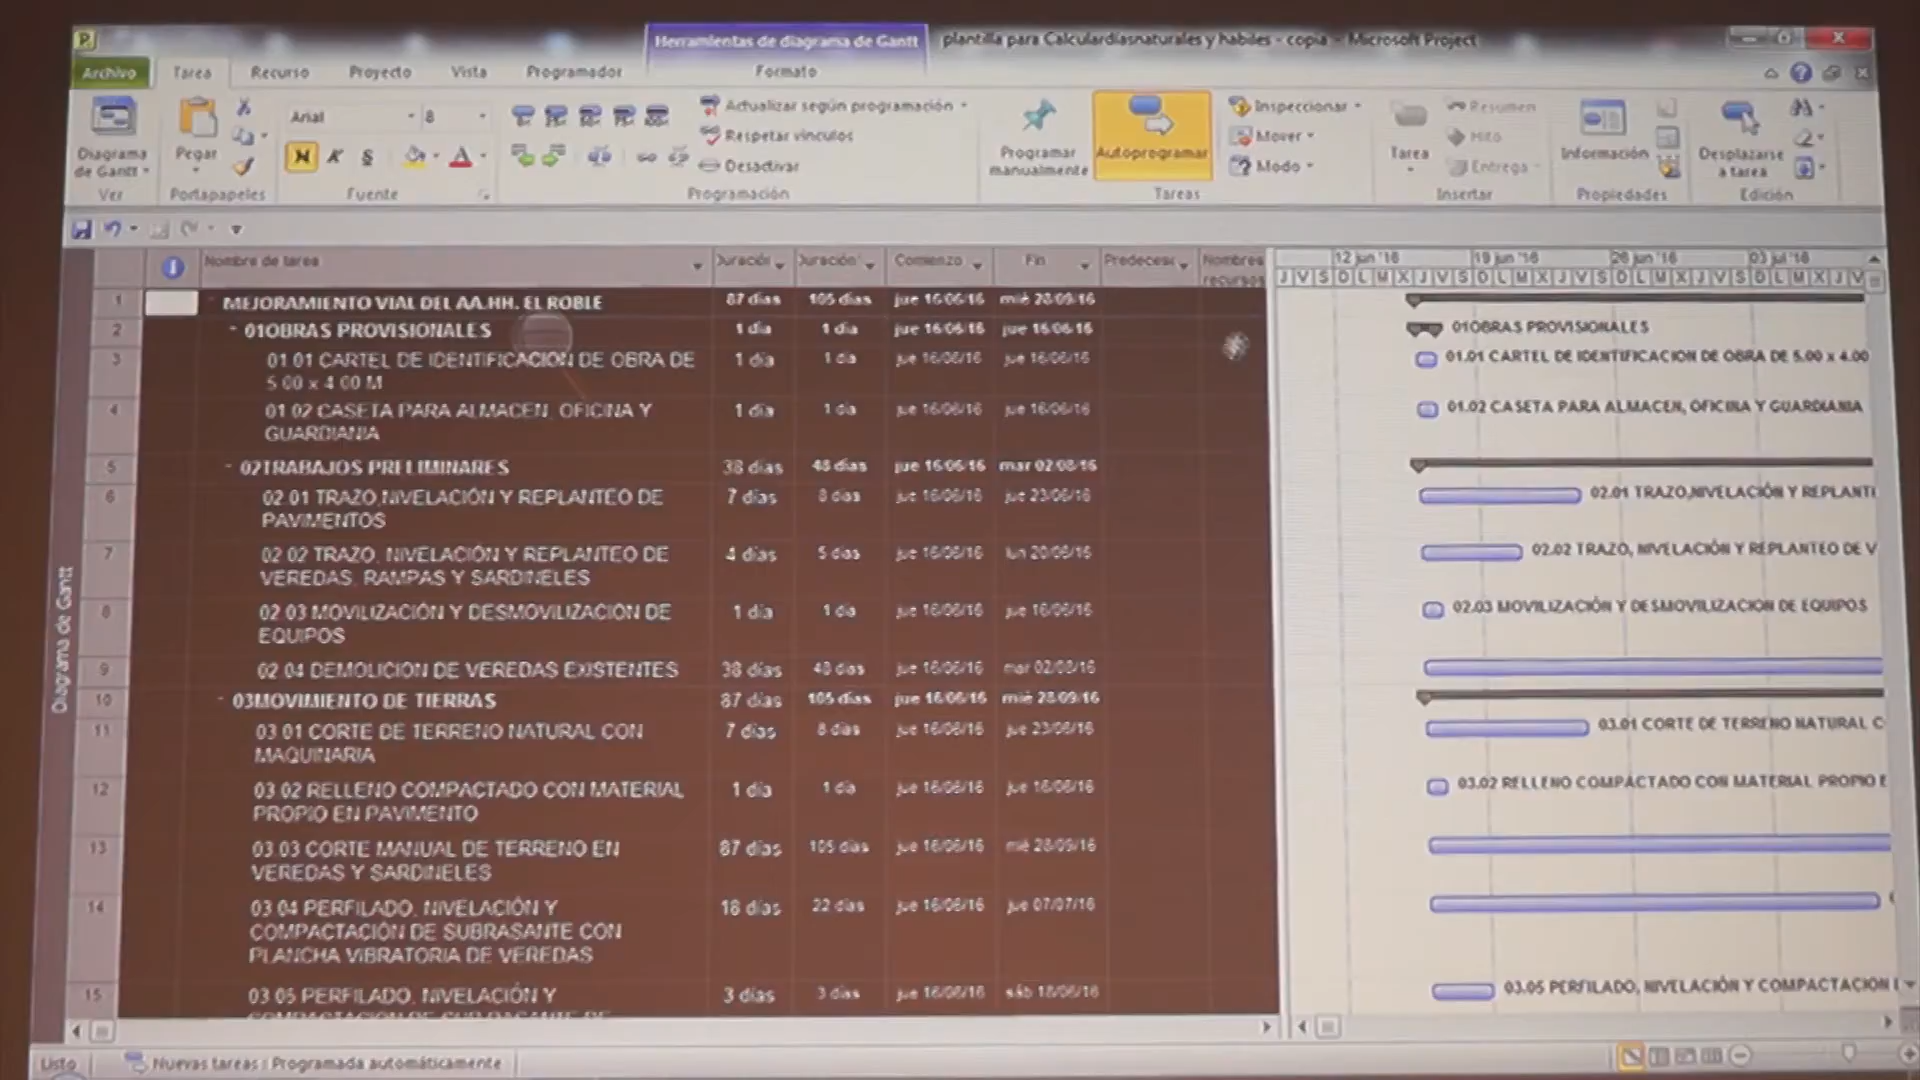 Herramientas de diagrama de Gantt
plantilla para Calculardíasnaturales y hábiles - copia - Microsoft Project
Archivo Tarea Recurso Proyecto Vista Programador Formato
Diagrama de Gantt
Pegar
Arial 8
N K S
Actualizar según programación
Respetar vínculos
Desactivar
Programar manualmente
Autoprogramar
Inspeccionar
Mover
Modo
Tarea
Resumen
Hito
Entrega
Información
Desplazarse a tarea
Ver Portapapeles Fuente Programación Tareas Insertar Propiedades Edición
Nombre de tarea Comienzo Fin Nombres
recursos
12 jun '16 19 jun '16 26 jun '16 03 jul '16
J V S D L M X J V S D L M X J V S D L M X J V S D L M X J V
1 MEJORAMIENTO VIAL DEL AA.HH. EL ROBLE 87 días 105 días jue 16/06/16 mié 28/09/16
2 01OBRAS PROVISIONALES 1 día 1 día jue 16/06/16 jue 16/06/16 01OBRAS PROVISIONALES
3 01.01 CARTEL DE IDENTIFICACION DE OBRA DE 1 día 1 día jue 16/06/16 jue 16/06/16 01.01 CARTEL DE IDENTIFICACION DE OBRA DE 5.00 x 4.00
5.00 x 4.00 M
4 01.02 CASETA PARA ALMACEN, OFICINA Y 1 día 1 día jue 16/06/16 jue 16/06/16 01.02 CASETA PARA ALMACEN, OFICINA Y GUARDIANIA
GUARDIANIA
5 02TRABAJOS PRELIMINARES 38 días 48 días jue 16/06/16 mar 02/08/16
6 02.01 TRAZO,NIVELACIÓN Y REPLANTEO DE 7 días 8 días jue 16/06/16 jue 23/06/16 02.01 TRAZO,NIVELACIÓN Y REPLANTE
PAVIMENTOS
7 02.02 TRAZO, NIVELACIÓN Y REPLANTEO DE 4 días 5 días jue 16/06/16 lun 20/06/16 02.02 TRAZO, NIVELACIÓN Y REPLANTEO DE V
VEREDAS, RAMPAS Y SARDINELES
8 02.03 MOVILIZACIÓN Y DESMOVILIZACION DE 1 día 1 día jue 16/06/16 jue 16/06/16 02.03 MOVILIZACIÓN Y DESMOVILIZACION DE EQUIPOS
EQUIPOS
9 02.04 DEMOLICION DE VEREDAS EXISTENTES 38 días 48 días jue 16/06/16 mar 02/08/16
10 03MOVIMIENTO DE TIERRAS 87 días 105 días jue 16/06/16 mié 28/09/16
11 03.01 CORTE DE TERRENO NATURAL CON 7 días 8 días jue 16/06/16 jue 23/06/16 03.01 CORTE DE TERRENO NATURAL C
MAQUINARIA
12 03.02 RELLENO COMPACTADO CON MATERIAL 1 día 1 día jue 16/06/16 jue 16/06/16 03.02 RELLENO COMPACTADO CON MATERIAL PROPIO E
PROPIO EN PAVIMENTO
13 03.03 CORTE MANUAL DE TERRENO EN 87 días 105 días jue 16/06/16 mié 28/09/16
VEREDAS Y SARDINELES
14 03.04 PERFILADO, NIVELACIÓN Y 18 días 22 días jue 16/06/16 jue 07/07/16
COMPACTACIÓN DE SUBRASANTE CON
PLANCHA VIBRATORIA DE VEREDAS
15 03.05 PERFILADO, NIVELACIÓN Y 3 días 3 días jue 16/06/16 sáb 18/06/16 03.05 PERFILADO, NIVELACIÓN Y COMPACTACION
Diagrama de Gantt
Listo Nuevas tareas : Programada automáticamente